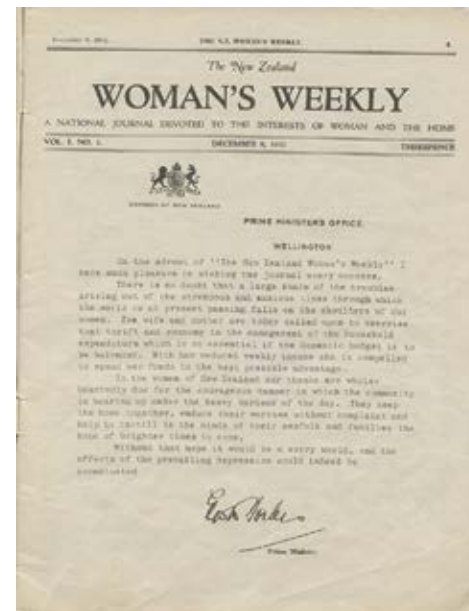 THE N.Z. WOMAN'S WEEKLY
The New Zealand
WOMAN'S WEEKLY
A NATIONAL JOURNAL DEVOTED TO THE INTERESTS OF WOMAN AND THE HOME
VOL. I. NO. 1. DECEMBER 8, 1932 THREEPENCE
DOMINION OF NEW ZEALAND
PRIME MINISTER'S OFFICE
WELLINGTON
On the advent of "The New Zealand Woman's Weekly" I
have much pleasure in wishing the journal every success.
There is no doubt that a large share of the troubles
arising out of the strenuous and anxious times through which
the world is at present passing falls on the shoulders of our
women. The wife and mother are today called upon to exercise
that thrift and economy in the management of the household
expenditure which is so essential if the domestic budget is to
be balanced. With her reduced weekly income she is compelled
to spend her funds to the best possible advantage.
To the women of New Zealand our thanks are whole-
heartedly due for the courageous manner in which the community
is bearing up under the heavy burdens of the day. They keep
the home together, endure their worries without complaint and
help to instill in the minds of their menfolk and families the
hope of brighter times to come.
Without that hope it would be a sorry world, and the
effects of the prevailing depression would indeed be
accentuated
Prime Minister.